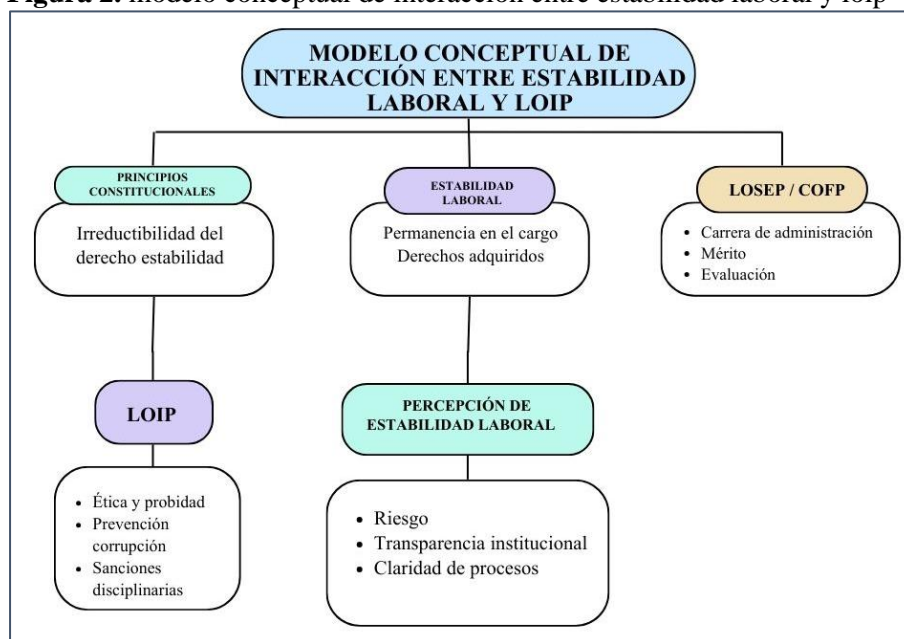 Figura 2. modelo conceptual de interacción entre estabilidad laboral y loip
MODELO CONCEPTUAL DE
INTERACCIÓN ENTRE ESTABILIDAD
LABORAL Y LOIP
PRINCIPIOS
CONSTITUCIONALES
Irreductibilidad del
derecho estabilidad
ESTABILIDAD
LABORAL
Permanencia en el cargo
Derechos adquiridos
LOSEP / COFP
• Carrera de administración
• Mérito
• Evaluación
LOIP
• Ética y probidad
• Prevención
corrupción
• Sanciones
disciplinarias
PERCEPCIÓN DE
ESTABILIDAD LABORAL
• Riesgo
• Transparencia institucional
• Claridad de procesos